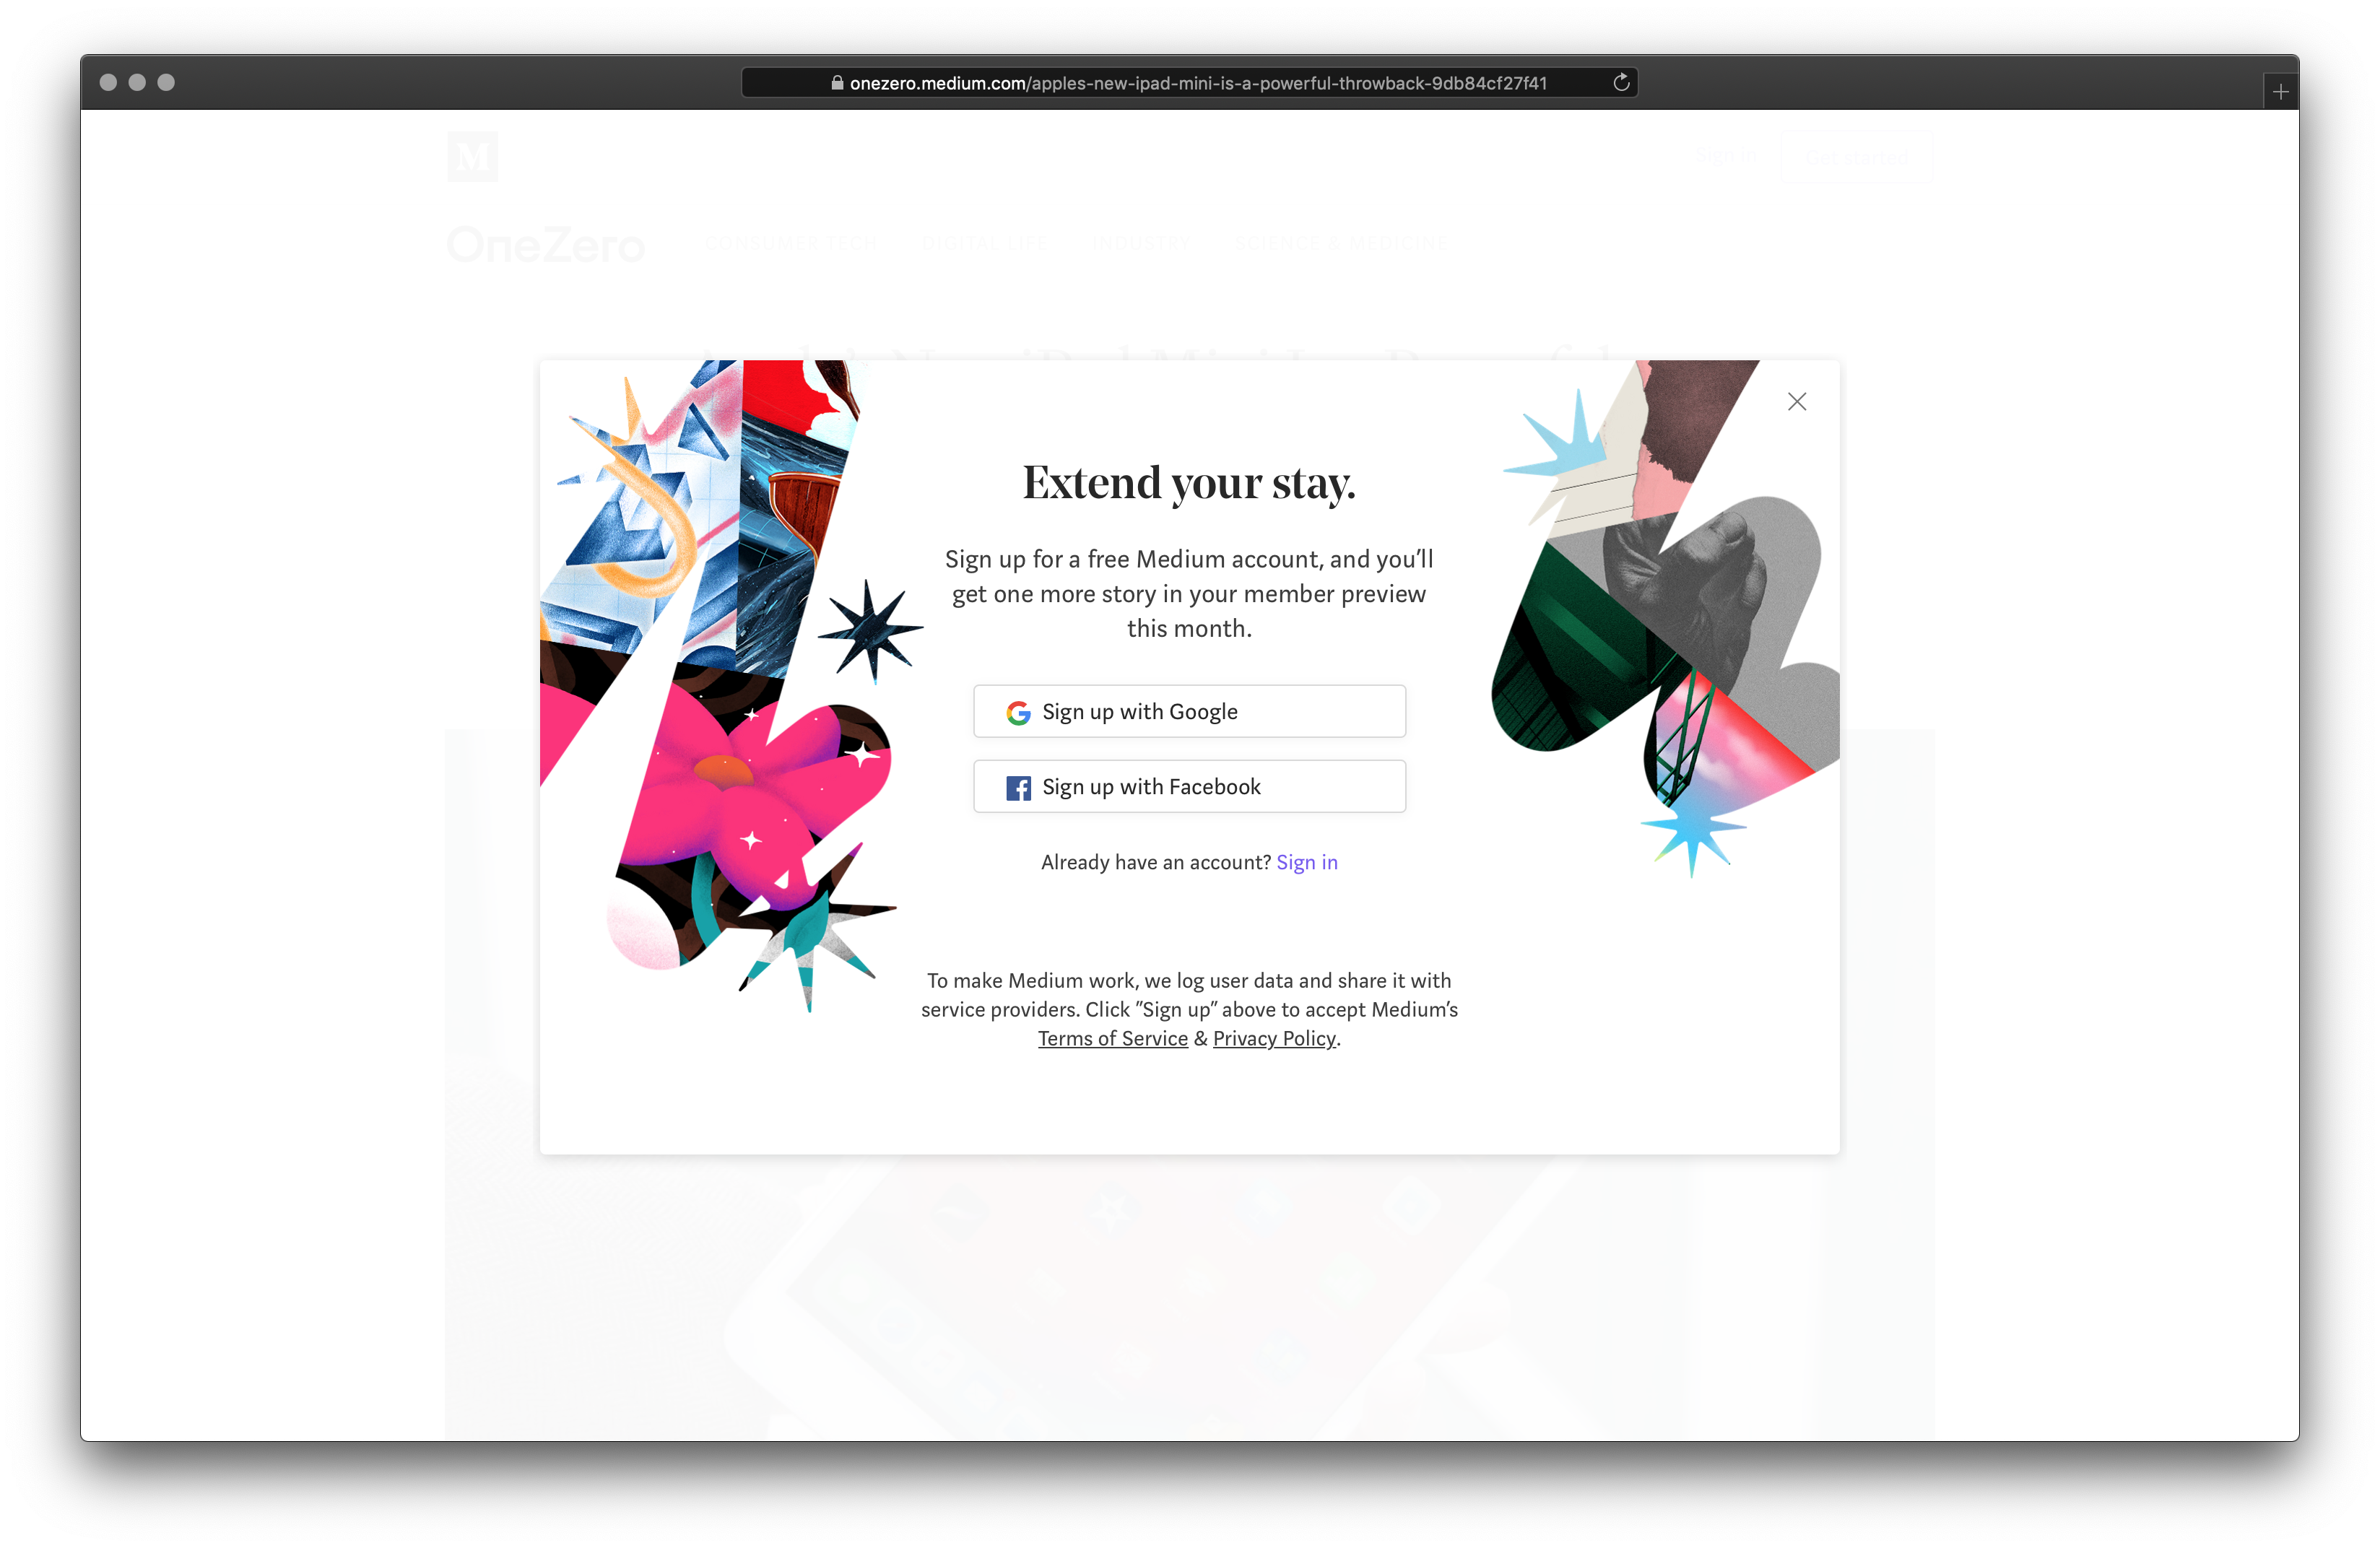 onezero.medium.com/apples-new-ipad-mini-is-a-powerful-throwback-9db84cf27f41
M
Sign in
Get started
OneZero
CONSUMER TECH
DIGITAL LIFE
INDUSTRY
SCIENCE & MEDICINE
Extend your stay.
Sign up for a free Medium account, and you’ll
get one more story in your member preview
this month.
G Sign up with Google
f Sign up with Facebook
Already have an account? Sign in
To make Medium work, we log user data and share it with
service providers. Click ”Sign up” above to accept Medium’s
Terms of Service & Privacy Policy.